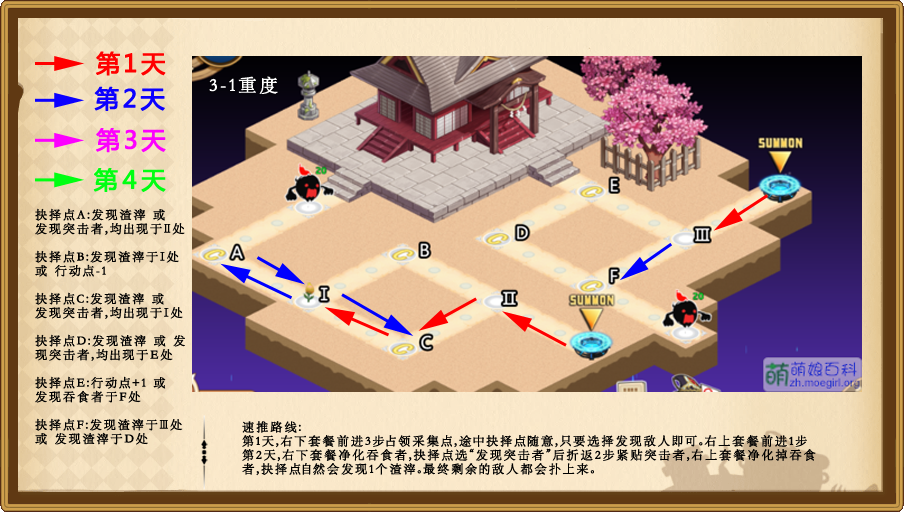 第1天
第2天
第3天
第4天
抉择点A:发现渣滓 或
发现突击者,均出现于Ⅱ处
抉择点B:发现渣滓于Ⅰ处
或 行动点-1
抉择点C:发现渣滓 或
发现突击者,均出现于Ⅰ处
抉择点D:发现渣滓 或 发
现突击者,均出现于E处
抉择点E:行动点+1 或
发现吞食者于F处
抉择点F:发现渣滓于Ⅲ处
或 发现渣滓于D处
3-1重度
SUMMON
20
E
Ⅲ
D
A
B
F
Ⅰ
Ⅱ
SUMMON
20
C
萌娘百科
zh.moegirl.org
速推路线:
第1天,右下套餐前进3步占领采集点,途中抉择点随意,只要选择发现敌人即可。右上套餐前进1步
第2天,右下套餐净化吞食者,抉择点选“发现突击者”后折返2步紧贴突击者,右上套餐净化掉吞食
者,抉择点自然会发现1个渣滓。最终剩余的敌人都会扑上来。